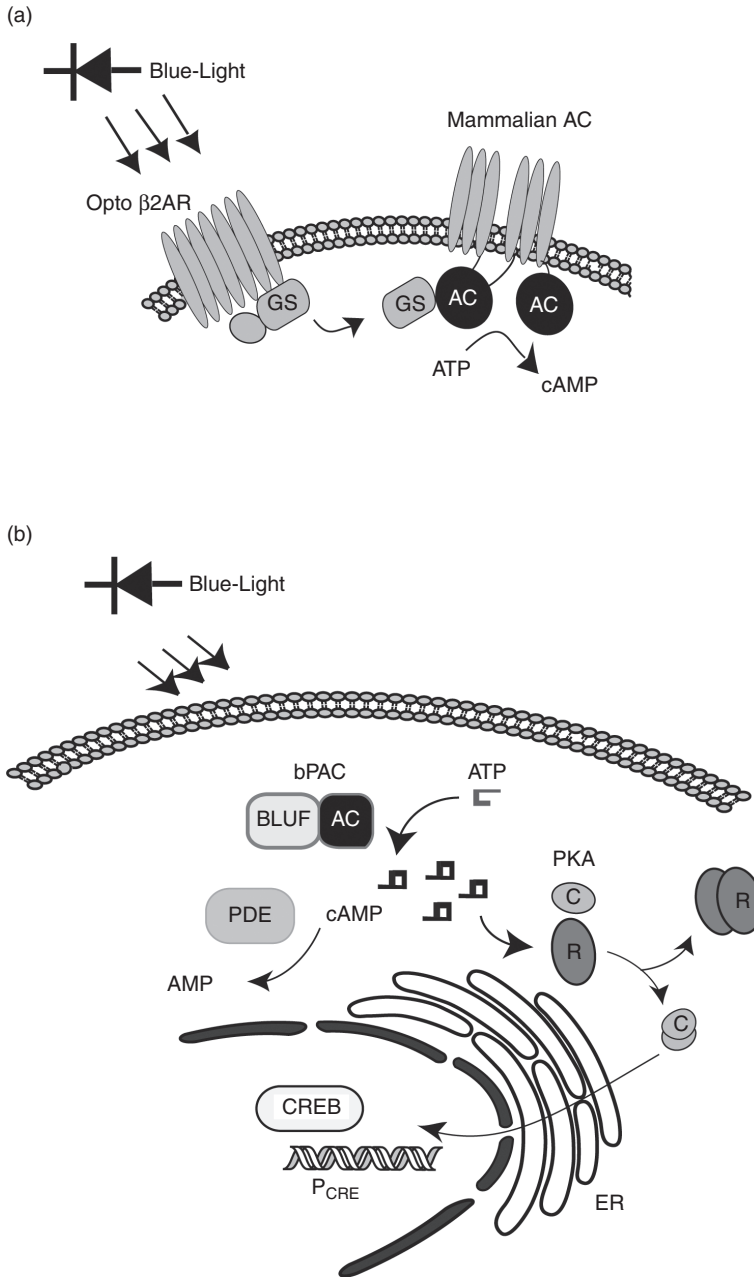 (a)
Blue-Light
Mammalian AC
Opto β2AR
GS
GS
AC
AC
ATP
cAMP
(b)
Blue-Light
bPAC
ATP
BLUF
AC
PKA
C
R
PDE
cAMP
R
AMP
C
CREB
PCRE
ER